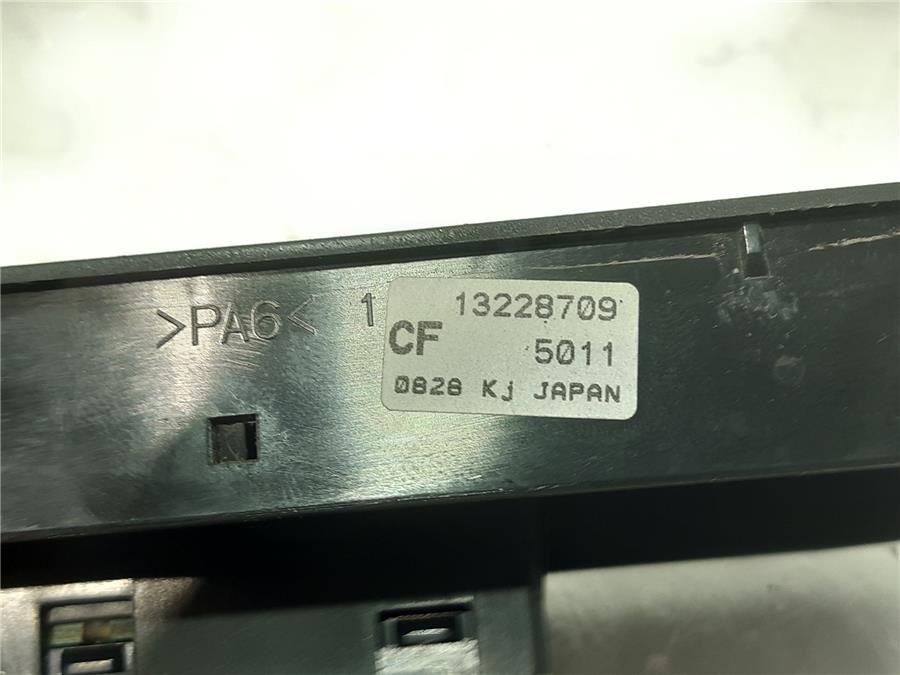 >PA6< 1
13228709
CF 5011
0828 Kj JAPAN